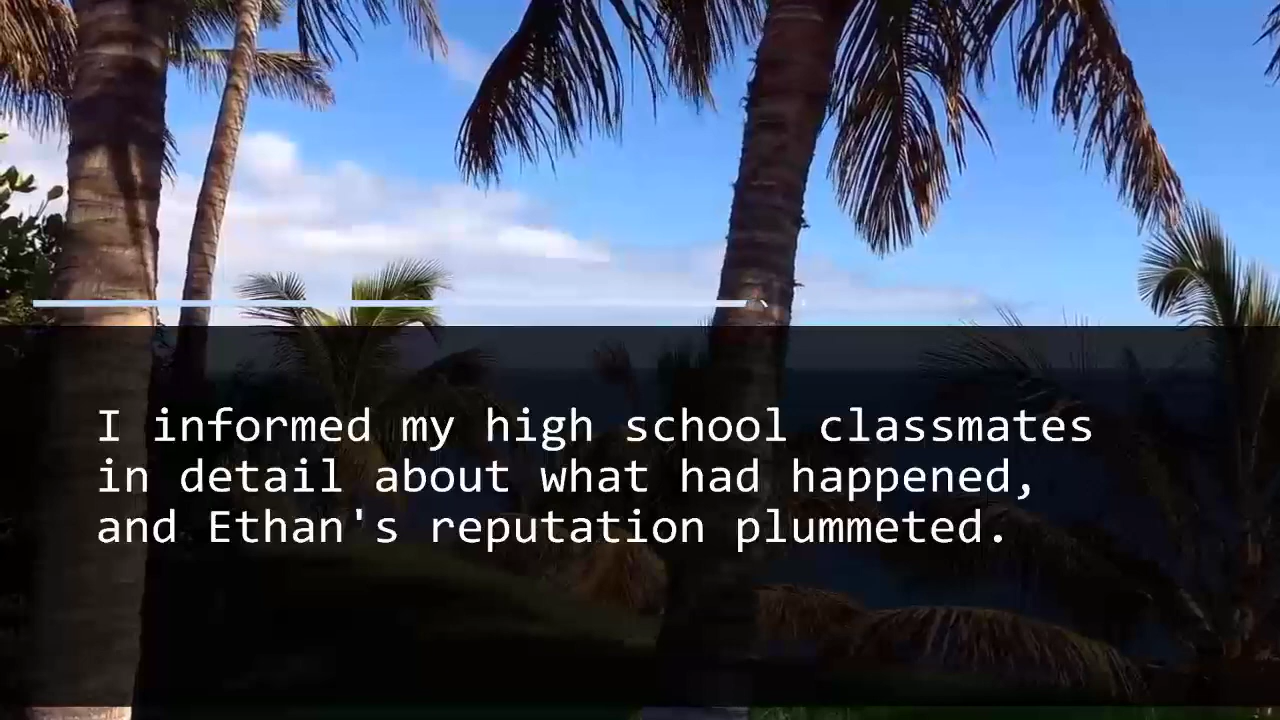 I informed my high school classmates
in detail about what had happened,
and Ethan's reputation plummeted.